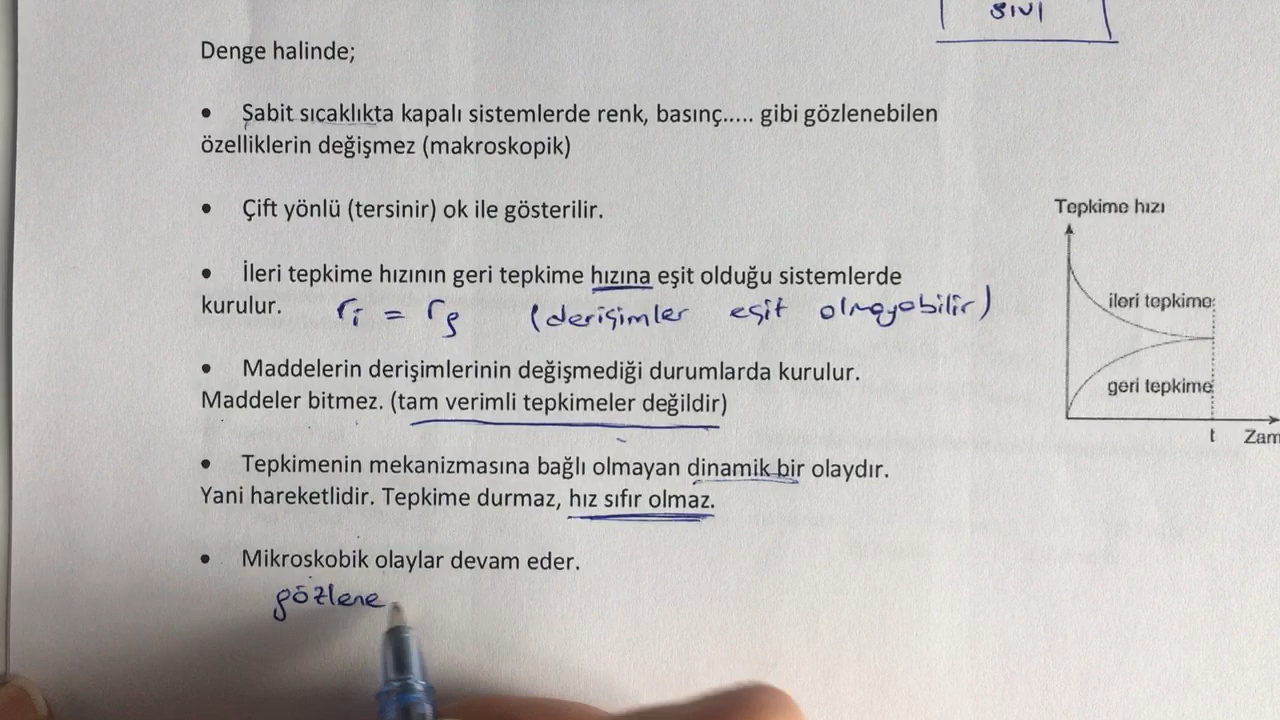 SIVI
Denge halinde;
• Şabit sıcaklıkta kapalı sistemlerde renk, basınç..... gibi gözlenebilen
özelliklerin değişmez (makroskopik)
• Çift yönlü (tersinir) ok ile gösterilir.
• İleri tepkime hızının geri tepkime hızına eşit olduğu sistemlerde
kurulur. ri = rg (derişimler eşit olmayabilir)
• Maddelerin derişimlerinin değişmediği durumlarda kurulur.
Maddeler bitmez. (tam verimli tepkimeler değildir)
• Tepkimenin mekanizmasına bağlı olmayan dinamik bir olaydır.
Yani hareketlidir. Tepkime durmaz, hız sıfır olmaz.
• Mikroskobik olaylar devam eder.
gözlene
Tepkime hızı
ileri tepkime
geri tepkime
t Zam